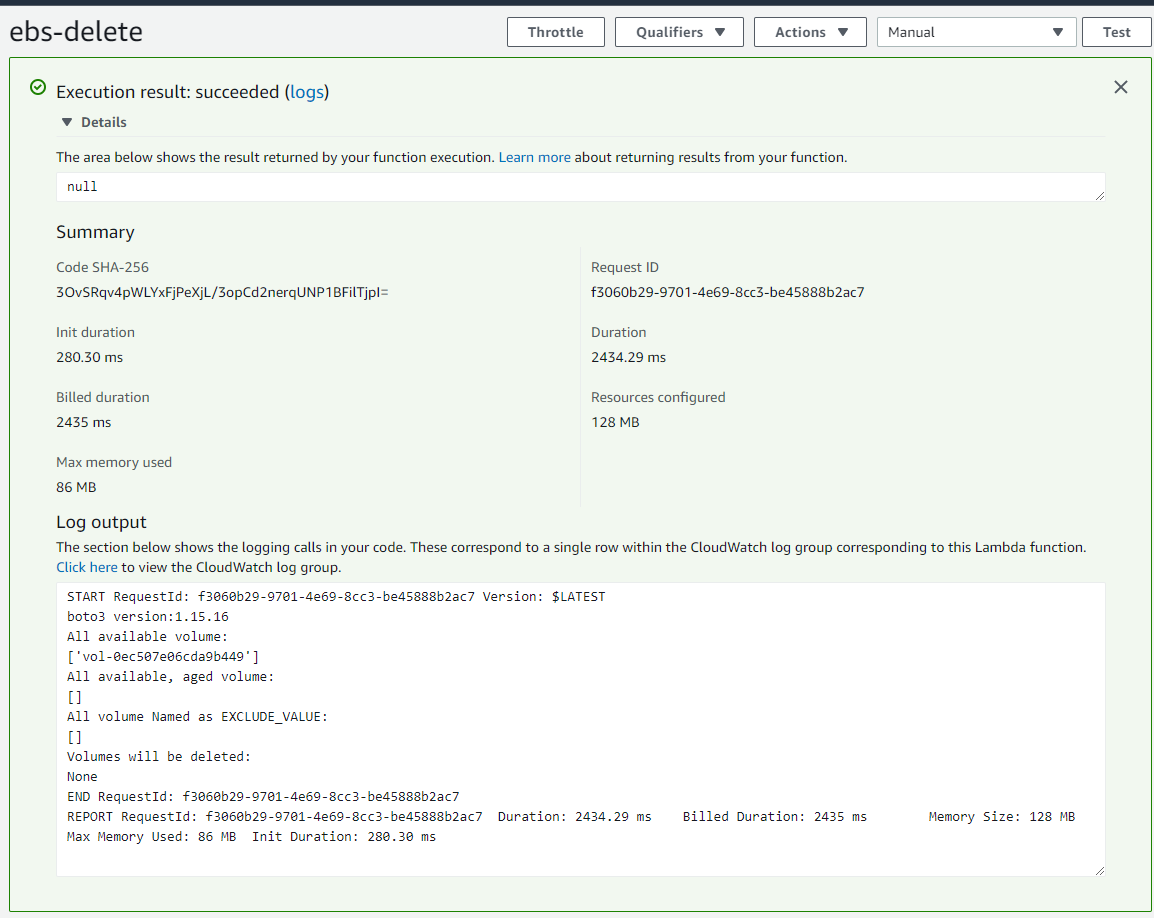 ebs-delete
Throttle
Qualifiers
Actions
Manual
Test
Execution result: succeeded (logs)
Details
The area below shows the result returned by your function execution. Learn more about returning results from your function.
null
Summary
Code SHA-256
3OvSRqv4pWLYxFjPeXjL/3opCd2nerqUNP1BFilTjpI=
Request ID
f3060b29-9701-4e69-8cc3-be45888b2ac7
Init duration
280.30 ms
Duration
2434.29 ms
Billed duration
2435 ms
Resources configured
128 MB
Max memory used
86 MB
Log output
The section below shows the logging calls in your code. These correspond to a single row within the CloudWatch log group corresponding to this Lambda function.
Click here to view the CloudWatch log group.
START RequestId: f3060b29-9701-4e69-8cc3-be45888b2ac7 Version: $LATEST
boto3 version:1.15.16
All available volume:
['vol-0ec507e06cda9b449']
All available, aged volume:
[]
All volume Named as EXCLUDE_VALUE:
[]
Volumes will be deleted:
None
END RequestId: f3060b29-9701-4e69-8cc3-be45888b2ac7
REPORT RequestId: f3060b29-9701-4e69-8cc3-be45888b2ac7 Duration: 2434.29 ms Billed Duration: 2435 ms Memory Size: 128 MB
Max Memory Used: 86 MB Init Duration: 280.30 ms